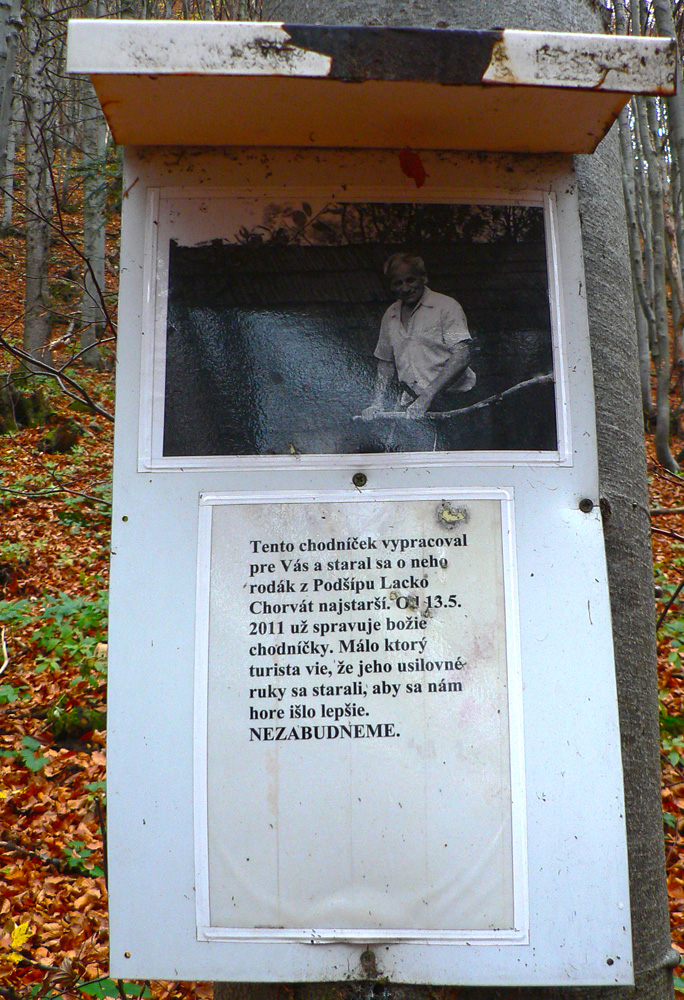 Tento chodníček vypracoval
pre Vás a staral sa o neho
rodák z Podšípu Lacko
Chorvát najstarší. Od 13.5.
2011 už spravuje božie
chodníčky. Málo ktorý
turista vie, že jeho usilovné
ruky sa starali, aby sa nám
hore išlo lepšie.
NEZABUDNEME.